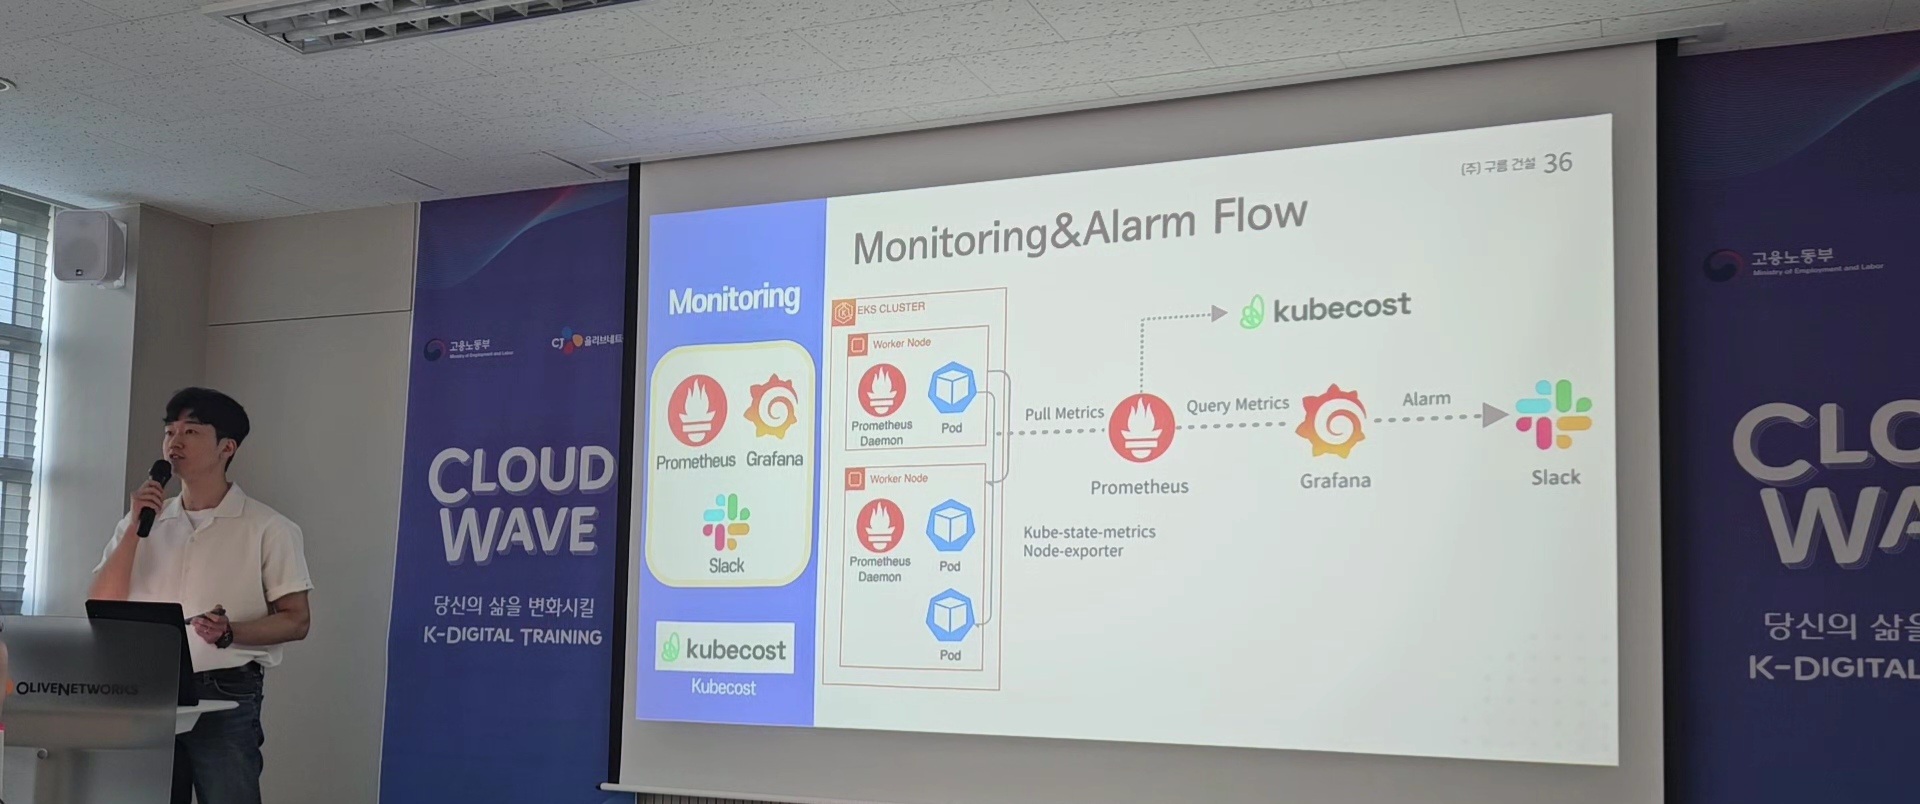 고용노동부
Ministry of Employment and Labor
CJ 올리브네트
CLOUD
WAVE
당신의 삶을 변화시킬
K-DIGITAL TRAINING
OLIVENETWORKS
(주) 구름 건설 36
Monitoring&Alarm Flow
Monitoring
Prometheus Grafana
Slack
kubecost
Kubecost
EKS CLUSTER
Worker Node
Prometheus
Daemon
Pod
Worker Node
Prometheus
Daemon
Pod
Pod
Pull Metrics
Kube-state-metrics
Node-exporter
Prometheus
kubecost
Query Metrics
Grafana
Alarm
Slack
고용노동부
Ministry of Employment and Labor
CLO
WA
당신의 삶을
K-DIGITAL